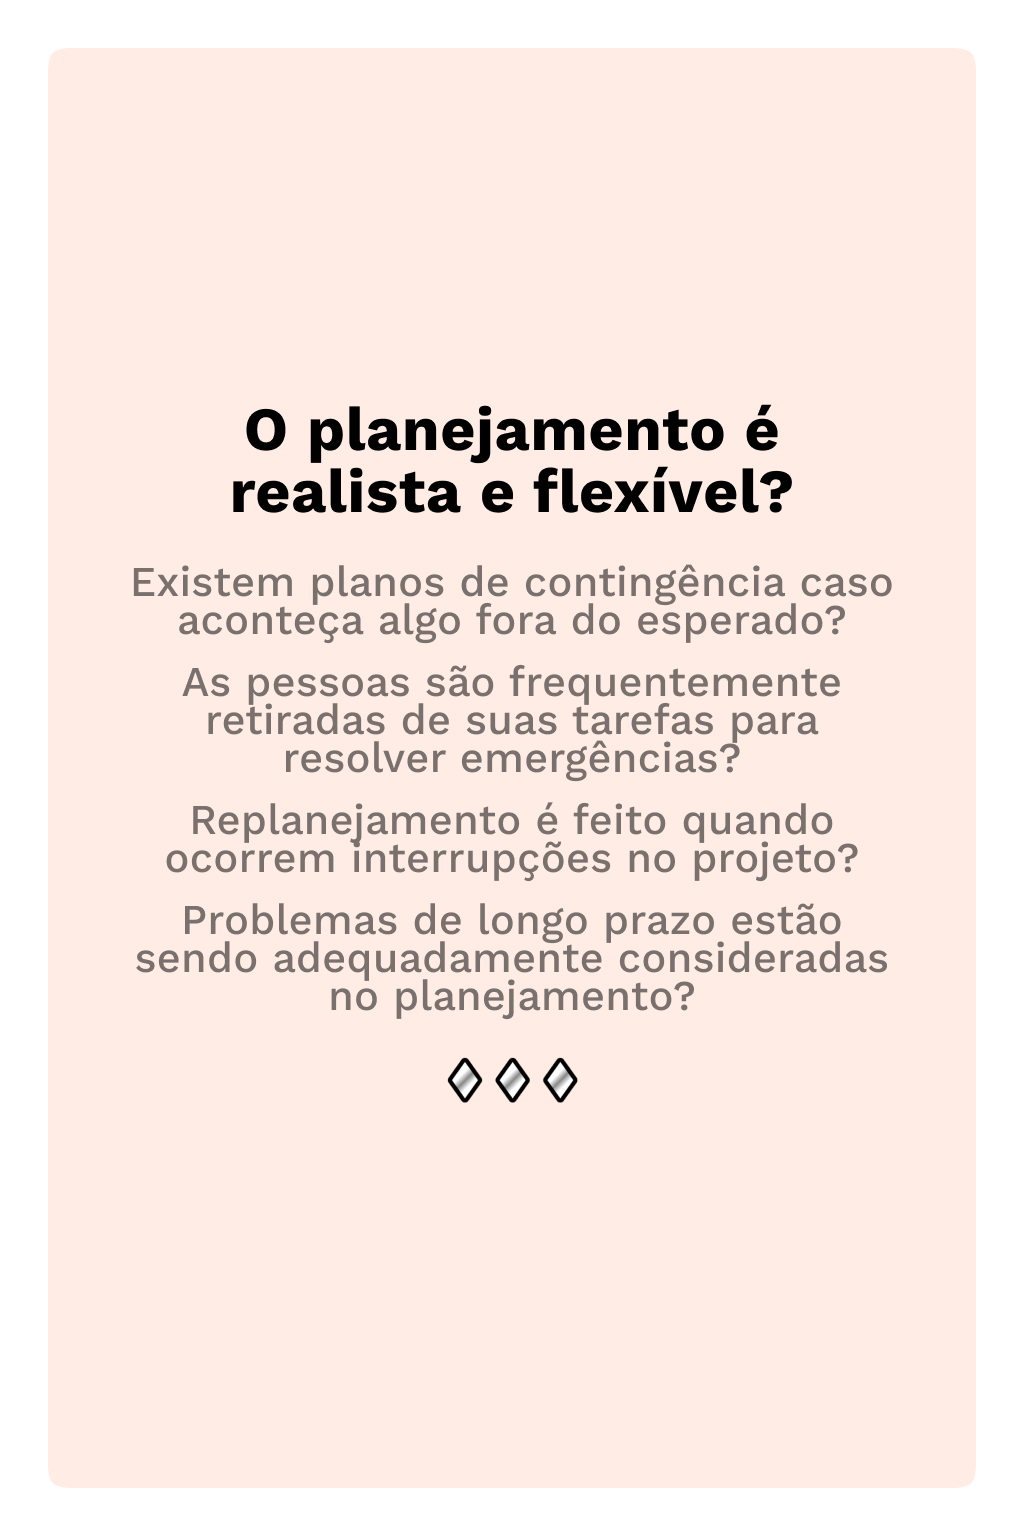 O planejamento é
realista e flexível?
Existem planos de contingência caso
aconteça algo fora do esperado?
As pessoas são frequentemente
retiradas de suas tarefas para
resolver emergências?
Replanejamento é feito quando
ocorrem interrupções no projeto?
Problemas de longo prazo estão
sendo adequadamente consideradas
no planejamento?